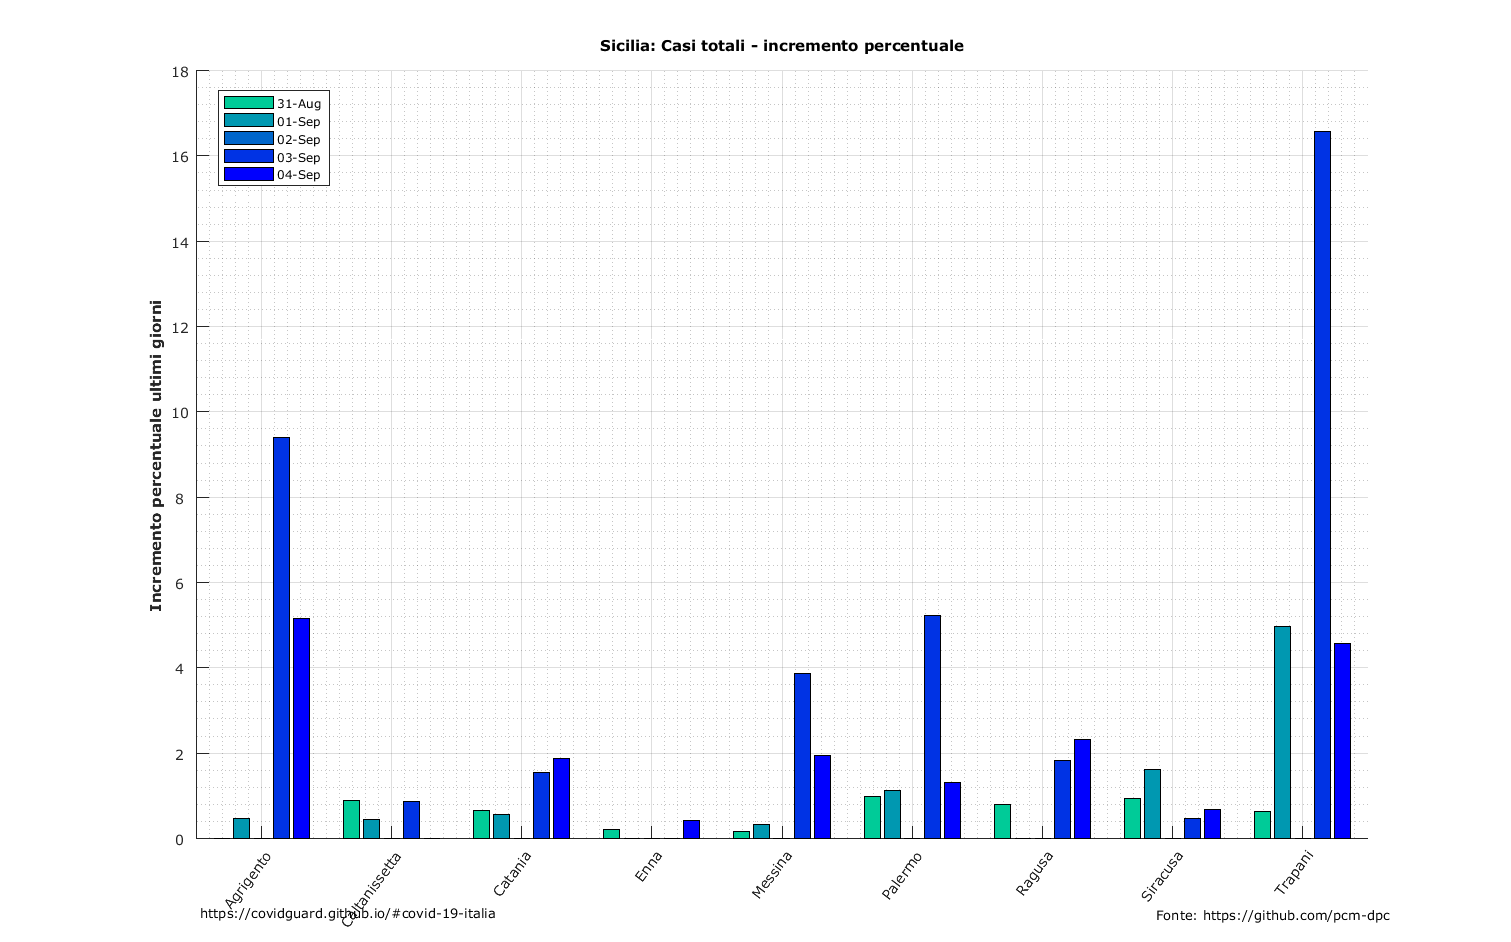 Sicilia: Casi totali - incremento percentuale
Incremento percentuale ultimi giorni
18
16
14
12
10
8
6
4
2
0
31-Aug
01-Sep
02-Sep
03-Sep
04-Sep
Agrigento
Caltanissetta
Catania
Enna
Messina
Palermo
Ragusa
Siracusa
Trapani
https://covidguard.github.io/#covid-19-italia
Fonte: https://github.com/pcm-dpc